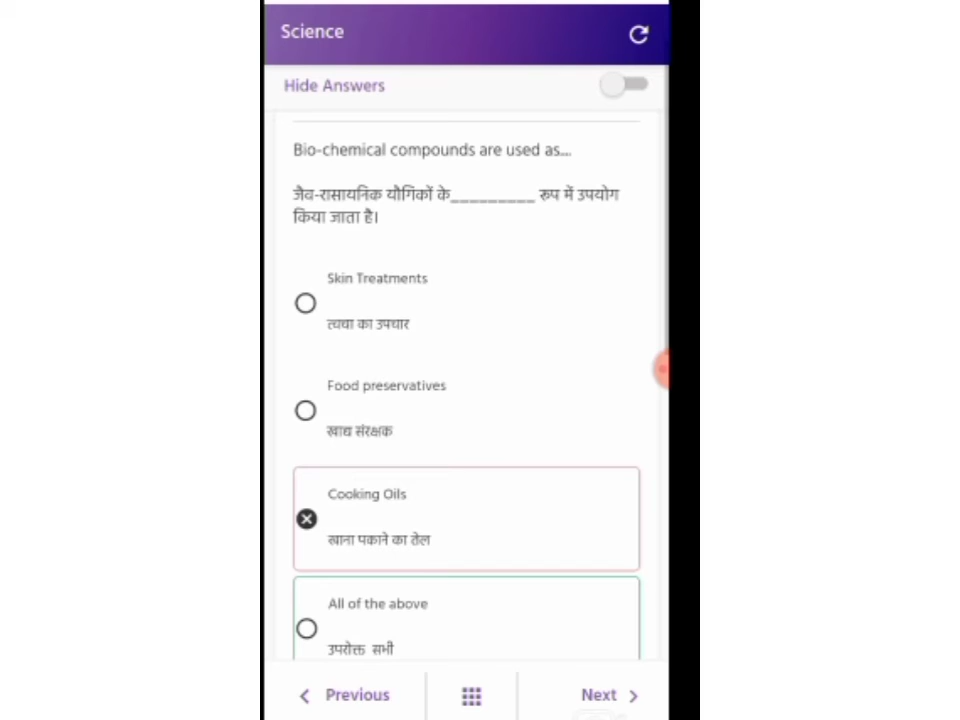 Science
Hide Answers
Bio-chemical compounds are used as...
जैव-रासायनिक यौगिकों के_________ रूप में उपयोग
किया जाता है।
Skin Treatments
त्वचा का उपचार
Food preservatives
खाद्य संरक्षक
Cooking Oils
खाना पकाने का तेल
All of the above
उपरोक्त सभी
Previous
Next